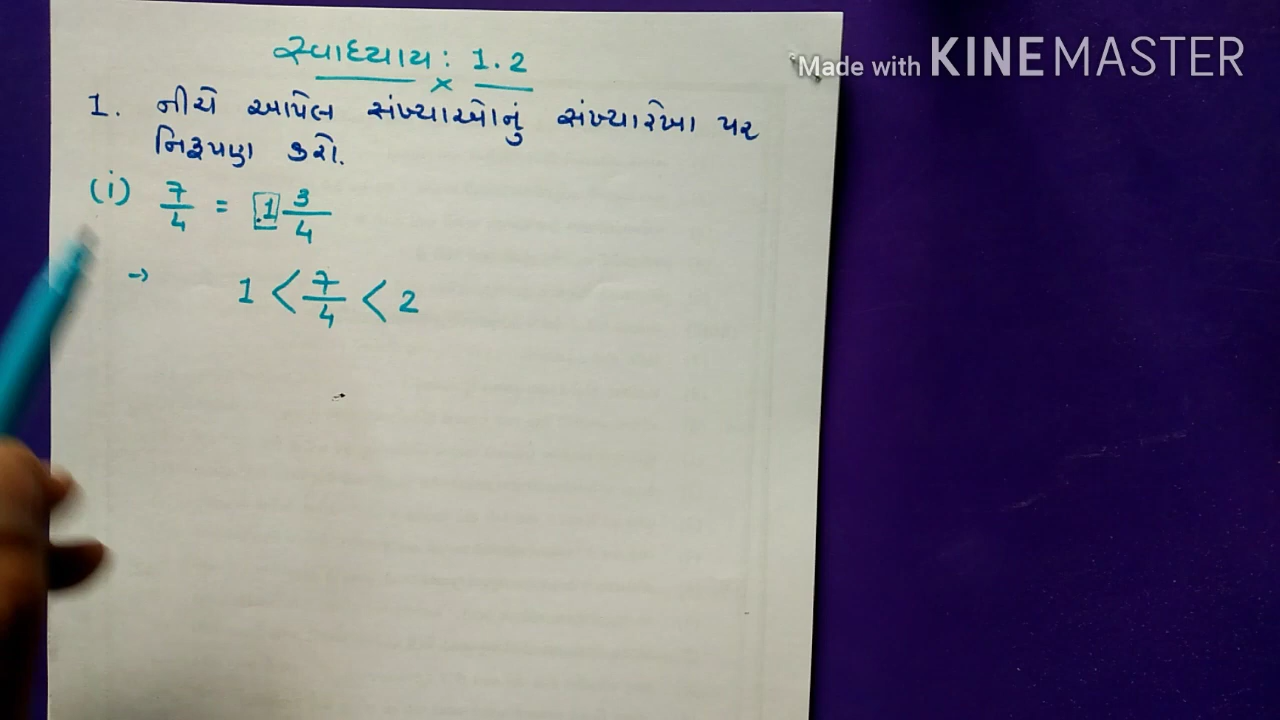 સ્વાધ્યાય : 1.2
×
Made with KINEMASTER
1. નીચે આપેલ સંખ્યાઓનું સંખ્યારેખા પર
નિરૂપણ કરો.
(i) 7/4 = 1 3/4
→ 1 < 7/4 < 2